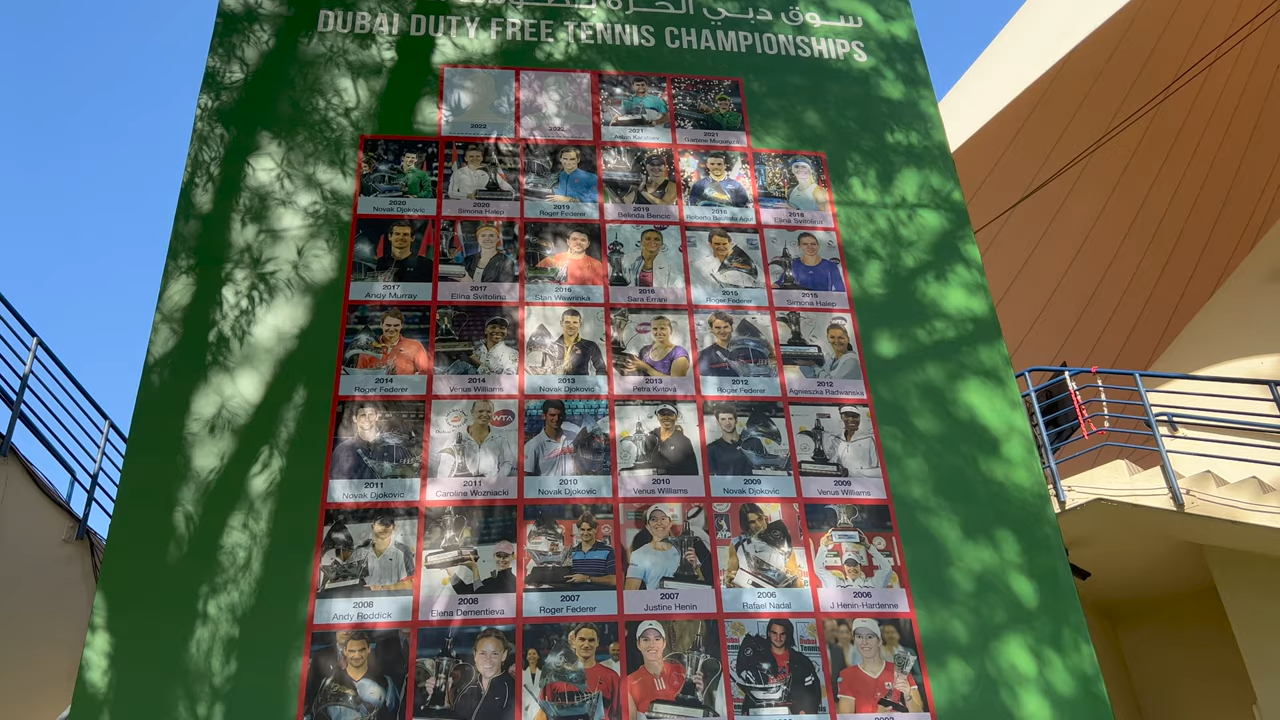 سوق دبي الحرة
DUBAI DUTY FREE TENNIS CHAMPIONSHIPS
2022
2022
2021
Aslan Karatsev
2021
Garbine Muguruza
2020
Novak Djokovic
2020
Simona Halep
2019
Roger Federer
2019
Belinda Bencic
2018
Roberto Bautista Agut
2018
Elina Svitolina
2017
Andy Murray
2017
Elina Svitolina
2016
Stan Wawrinka
2016
Sara Errani
2015
Roger Federer
2015
Simona Halep
2014
Roger Federer
2014
Venus Williams
2013
Novak Djokovic
2013
Petra Kvitova
2012
Roger Federer
2012
Agnieszka Radwanska
WTA
2011
Novak Djokovic
2011
Caroline Wozniacki
2010
Novak Djokovic
2010
Venus Williams
2009
Novak Djokovic
2009
Venus Williams
2008
Andy Roddick
2008
Elena Dementieva
2007
Roger Federer
2007
Justine Henin
2006
Rafael Nadal
2006
J Henin-Hardenne
Dubai
Tennis